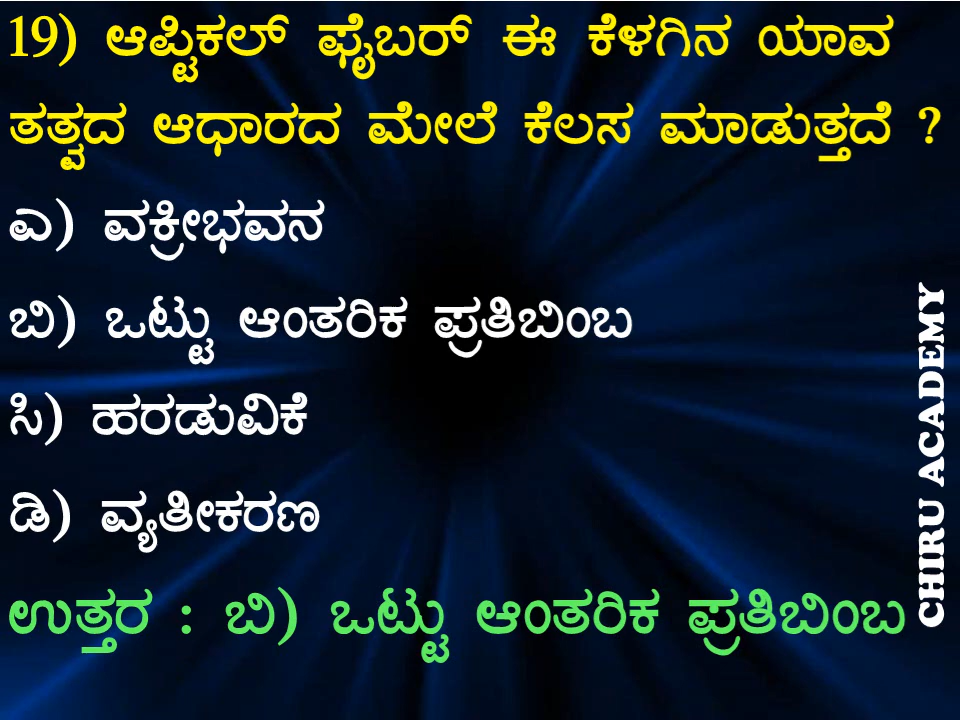 19) ಆಪ್ಟಿಕಲ್ ಫೈಬರ್ ಈ ಕೆಳಗಿನ ಯಾವ
ತತ್ವದ ಆಧಾರದ ಮೇಲೆ ಕೆಲಸ ಮಾಡುತ್ತದೆ ?
ಎ) ವಕ್ರೀಭವನ
ಬಿ) ಒಟ್ಟು ಆಂತರಿಕ ಪ್ರತಿಬಿಂಬ
ಸಿ) ಹರಡುವಿಕೆ
ಡಿ) ವ್ಯತೀಕರಣ
ಉತ್ತರ : ಬಿ) ಒಟ್ಟು ಆಂತರಿಕ ಪ್ರತಿಬಿಂಬ
CHIRU ACADEMY